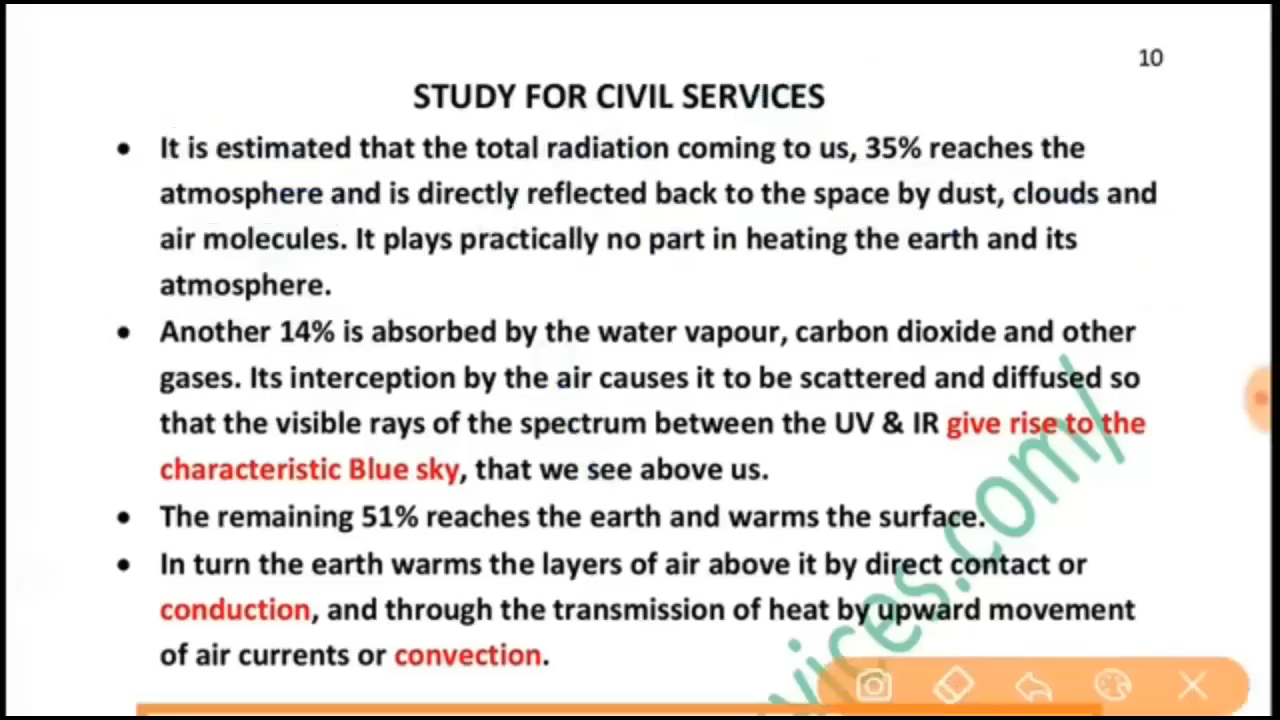 10
STUDY FOR CIVIL SERVICES
• It is estimated that the total radiation coming to us, 35% reaches the
atmosphere and is directly reflected back to the space by dust, clouds and
air molecules. It plays practically no part in heating the earth and its
atmosphere.
• Another 14% is absorbed by the water vapour, carbon dioxide and other
gases. Its interception by the air causes it to be scattered and diffused so
that the visible rays of the spectrum between the UV & IR give rise to the
characteristic Blue sky, that we see above us.
• The remaining 51% reaches the earth and warms the surface.
• In turn the earth warms the layers of air above it by direct contact or
conduction, and through the transmission of heat by upward movement
of air currents or convection.
vices.com/